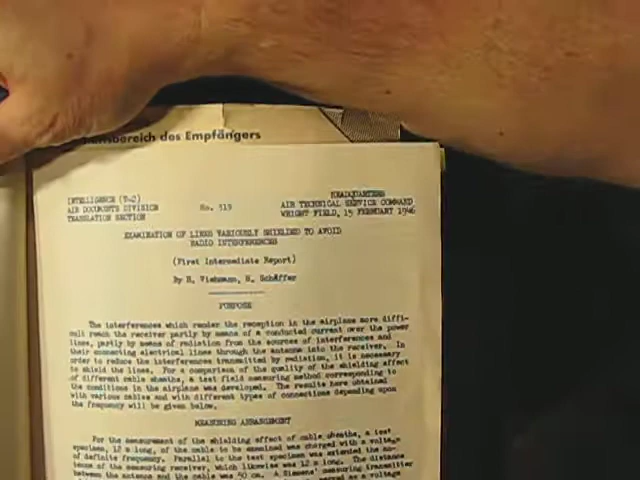 bereich des Empfängers
INTELLIGENCE (T-2)
AIR DOCUMENTS DIVISION
TRANSLATION SECTION
No. 519
HEADQUARTERS
AIR TECHNICAL SERVICE COMMAND
WRIGHT FIELD, 15 FEBRUARY 1946
EXAMINATION OF LINES VARIOUSLY SHIELDED TO AVOID
RADIO INTERFERENCES
(First Intermediate Report)
By H. Viehmann, H. Schäffer
PURPOSE
The interferences which render the reception in the airplane more diffi-
cult reach the receiver partly by means of a conducted current over the power
lines, partly by means of radiation from the sources of interferences and
their connecting electrical lines through the antenna into the receiver. In
order to reduce the interferences transmitted by radiation, it is necessary
to shield the lines. For a comparison of the quality of the shielding effect
of different cable sheaths, a test field measuring method corresponding to
the conditions in the airplane was developed. The results here obtained
with various cables and with different types of connections depending upon
the frequency will be given below.
MEASURING ARRANGEMENT
For the measurement of the shielding effect of cable sheaths, a test
specimen, 12 m long, of the cable to be examined was charged with a voltage
of definite frequency. Parallel to the test specimen was extended the an-
tenna of the measuring receiver, which likewise was 12 m long. The distance
between the antenna and the cable was 50 cm. A Siemens' measuring transmitter
as a voltage